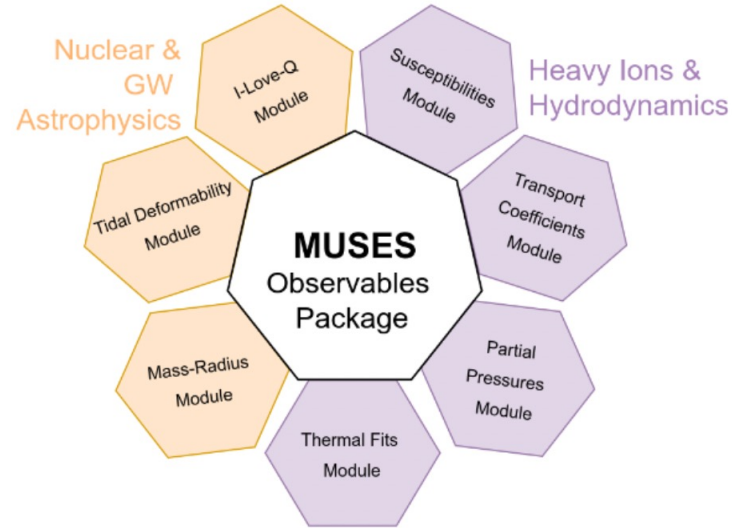 Nuclear &
GW
Astrophysics
I-Love-Q
Module
Susceptibilities
Module
Heavy Ions &
Hydrodynamics
Tidal Deformability
Module
Transport
Coefficients
Module
MUSES
Observables
Package
Mass-Radius
Module
Partial
Pressures
Module
Thermal Fits
Module